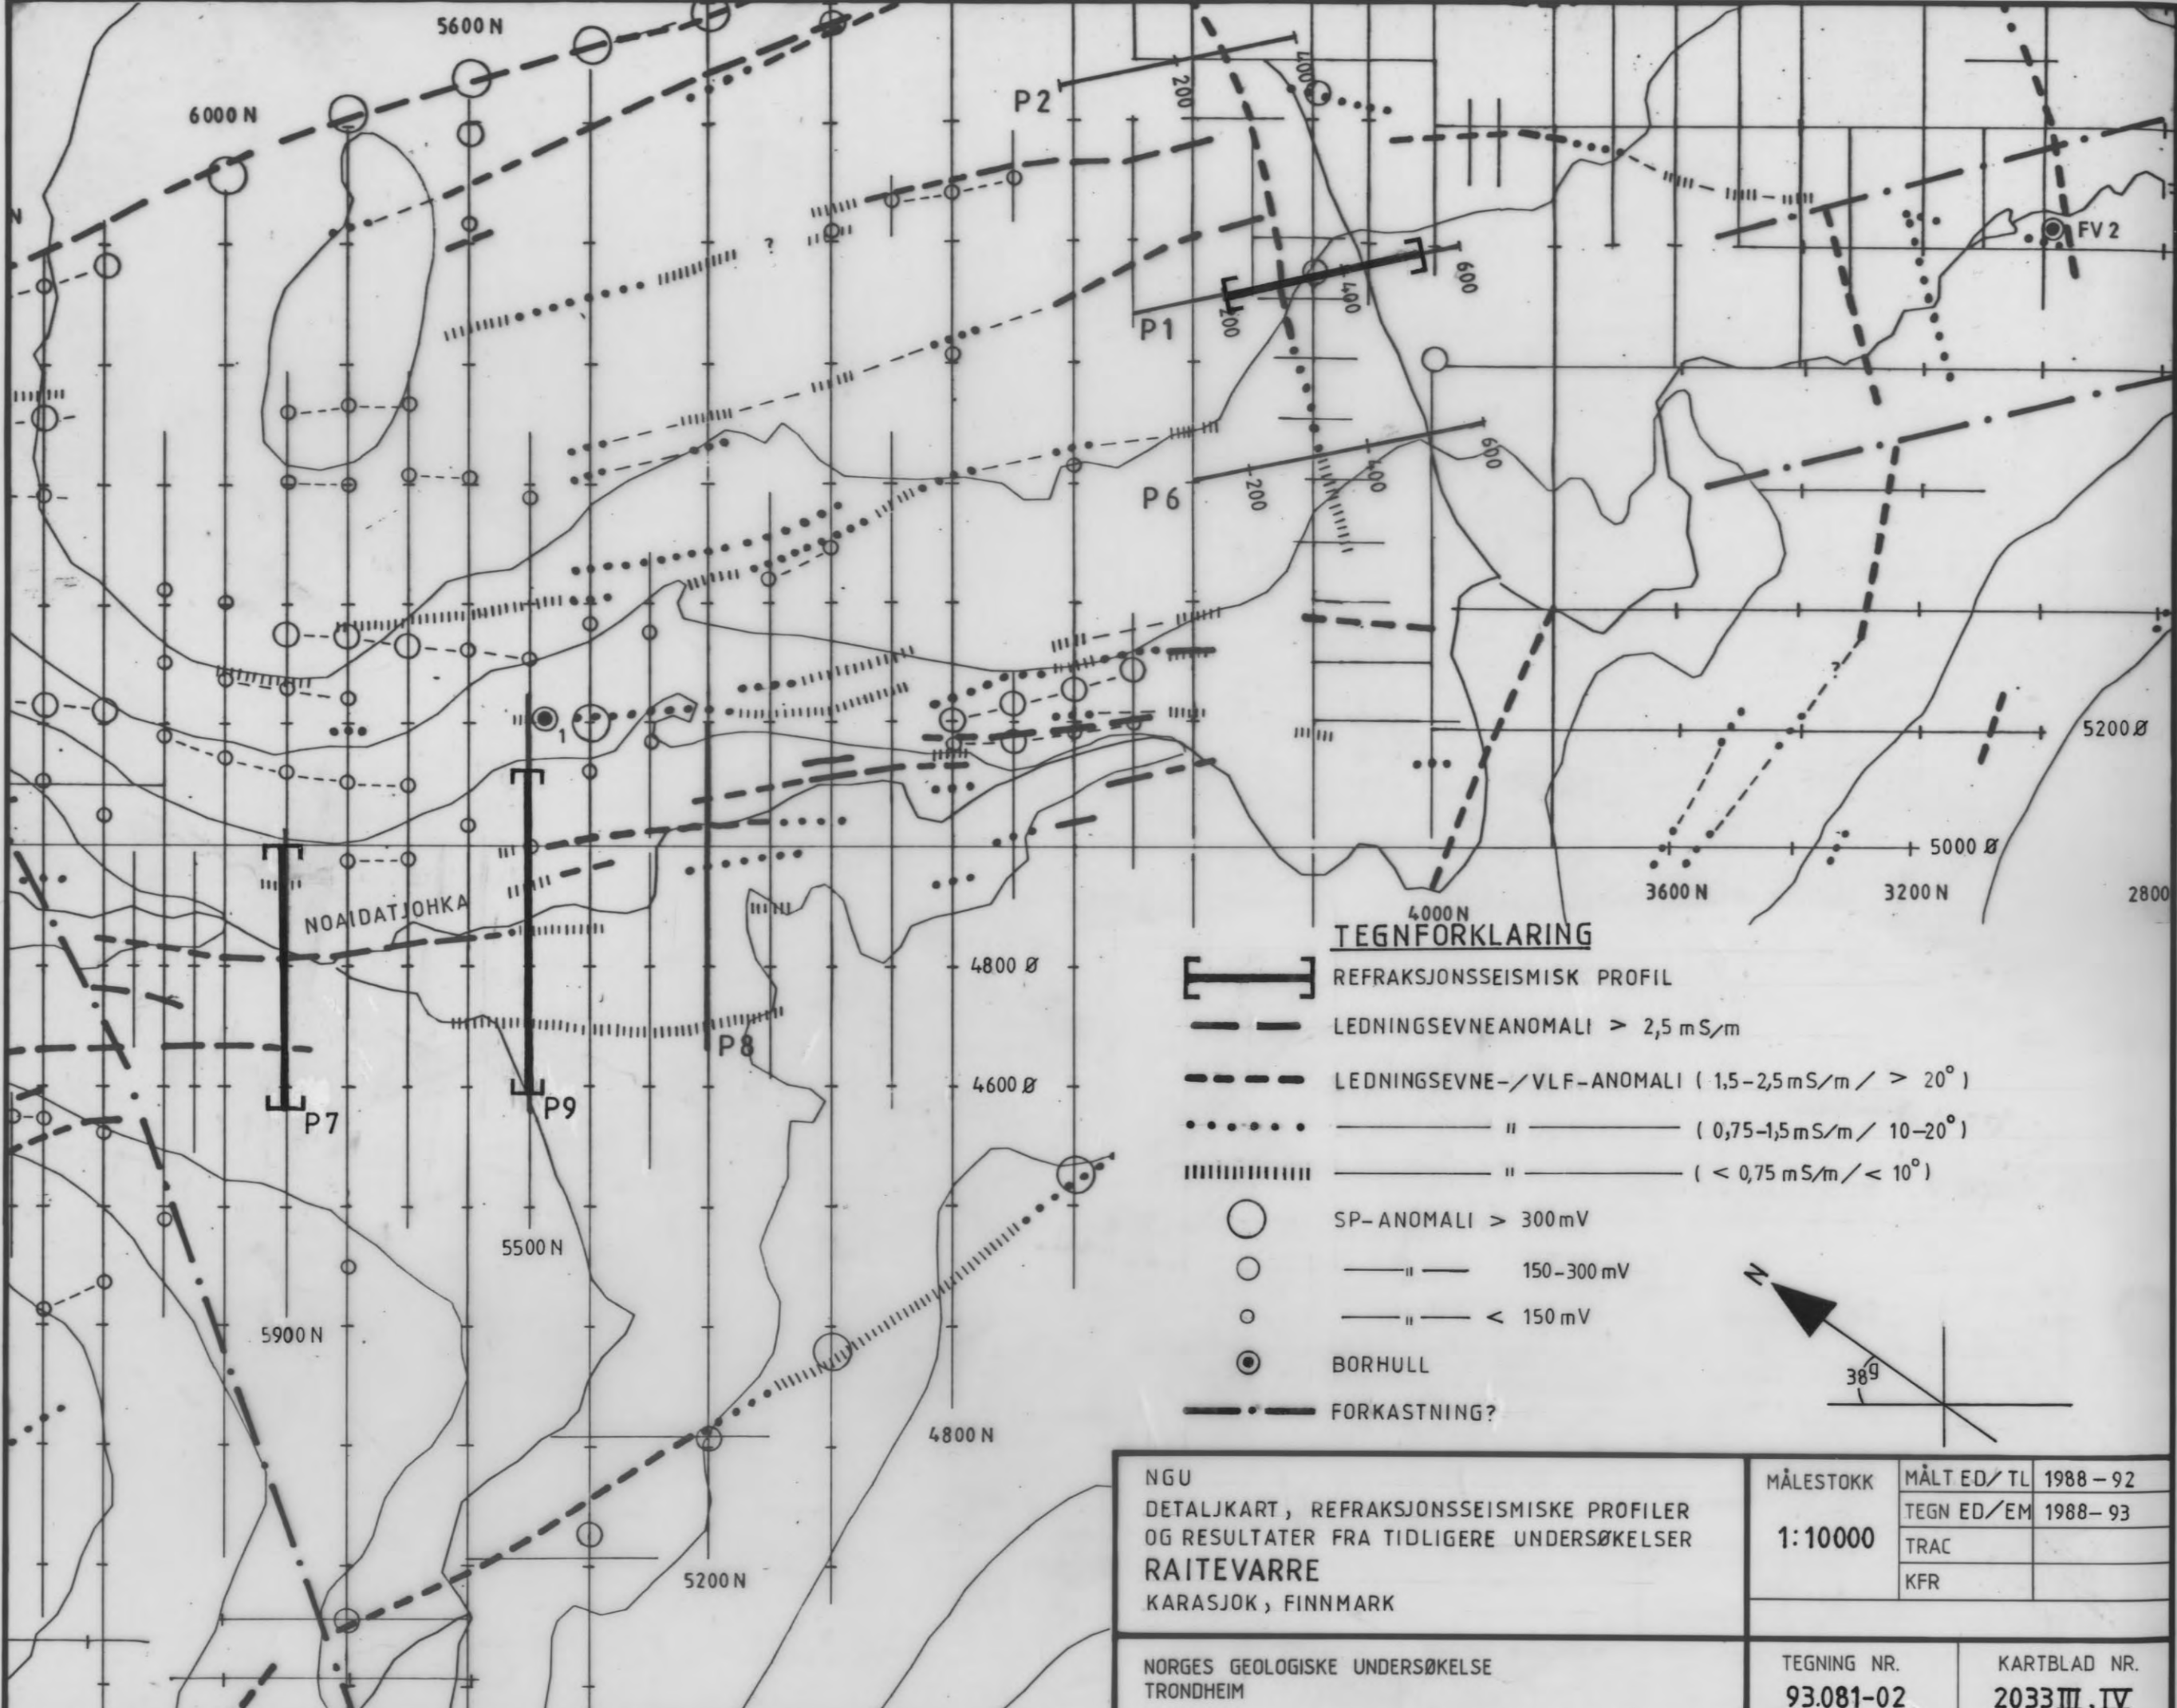 5600 N
6000 N
N
P2
200
400
FV 2
P1
200
400
600
?
P6
200
400
600
?
1
5200 Ø
5000 Ø
3600 N
3200 N
2800
4000 N
NOAIDATJOHKA
4800 Ø
4600 Ø
P8
P7
P9
5500 N
5900 N
4800 N
5200 N
TEGNFORKLARING
REFRAKSJONSSEISMISK PROFIL
LEDNINGSEVNEANOMALI > 2,5 mS/m
LEDNINGSEVNE-/VLF-ANOMALI ( 1,5-2,5 mS/m / > 20° )
—— " —— ( 0,75-1,5 mS/m / 10-20° )
—— " —— ( < 0,75 mS/m / < 10° )
SP-ANOMALI > 300 mV
—— " —— 150-300 mV
—— " —— < 150 mV
BORHULL
FORKASTNING?
N
38g
NGU
DETALJKART, REFRAKSJONSSEISMISKE PROFILER
OG RESULTATER FRA TIDLIGERE UNDERSØKELSER
RAITEVARRE
KARASJOK, FINNMARK
MÅLESTOKK
1:10000
MÅLT ED/TL 1988-92
TEGN ED/EM 1988-93
TRAC
KFR
NORGES GEOLOGISKE UNDERSØKELSE
TRONDHEIM
TEGNING NR.
93.081-02
KARTBLAD NR.
2033 III, IV